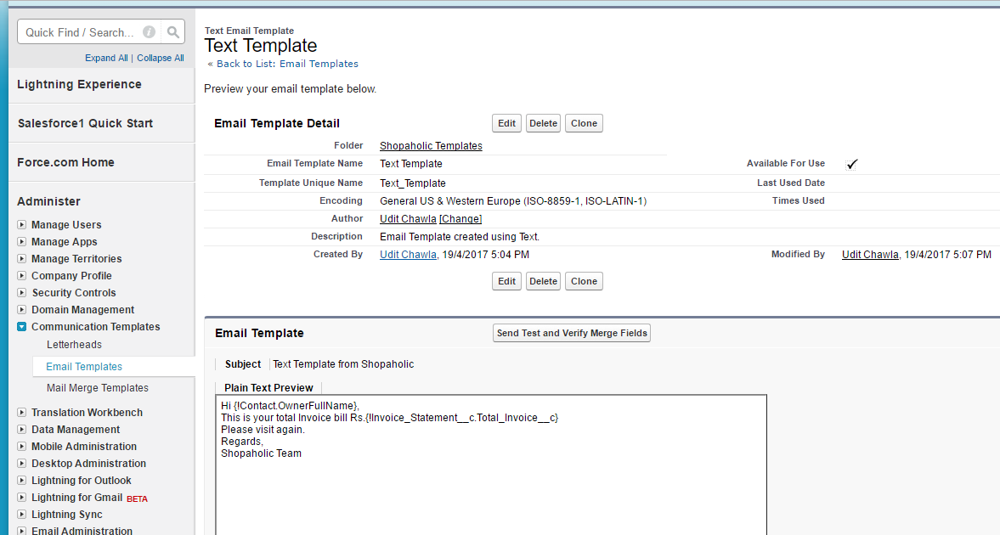 Quick Find / Search...
Expand All | Collapse All
Lightning Experience
Salesforce1 Quick Start
Force.com Home
Administer
Manage Users
Manage Apps
Manage Territories
Company Profile
Security Controls
Domain Management
Communication Templates
Letterheads
Email Templates
Mail Merge Templates
Translation Workbench
Data Management
Mobile Administration
Desktop Administration
Lightning for Outlook
Lightning for Gmail BETA
Lightning Sync
Email Administration
Text Email Template
Text Template
« Back to List: Email Templates
Preview your email template below.
Email Template Detail Edit Delete Clone
Folder Shopaholic Templates
Email Template Name Text Template Available For Use ✓
Template Unique Name Text_Template Last Used Date
Encoding General US & Western Europe (ISO-8859-1, ISO-LATIN-1) Times Used
Author Udit Chawla [Change]
Description Email Template created using Text.
Created By Udit Chawla, 19/4/2017 5:04 PM Modified By Udit Chawla, 19/4/2017 5:07 PM
Edit Delete Clone
Email Template Send Test and Verify Merge Fields
Subject Text Template from Shopaholic
Plain Text Preview
Hi {!Contact.OwnerFullName},
This is your total Invoice bill Rs.{!Invoice_Statement__c.Total_Invoice__c}
Please visit again.
Regards,
Shopaholic Team